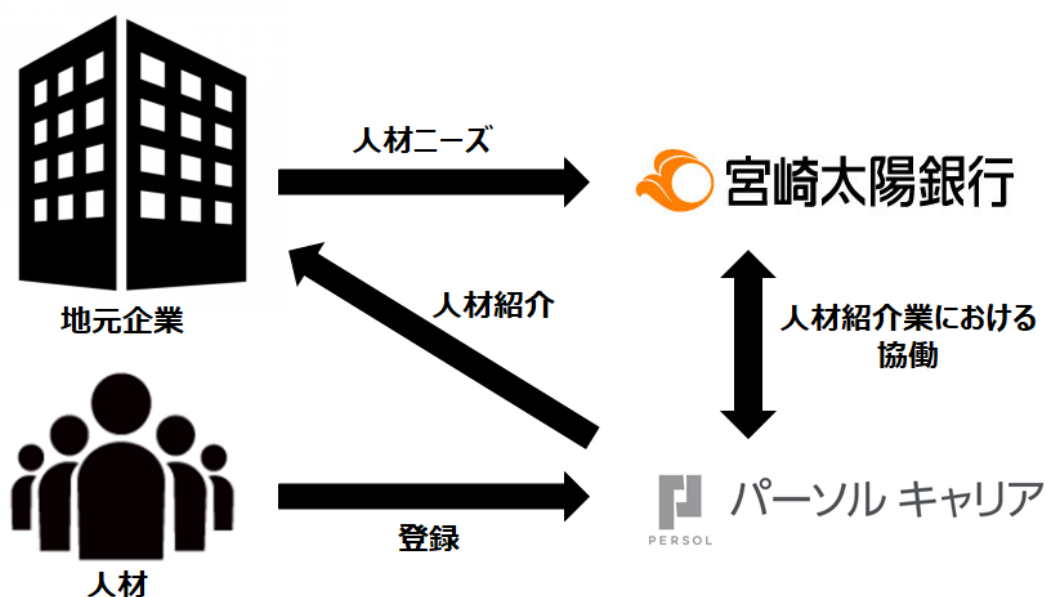 人材ニーズ
宮崎太陽銀行
地元企業
人材紹介
人材紹介業における
協働
パーソル キャリア
PERSOL
登録
人材